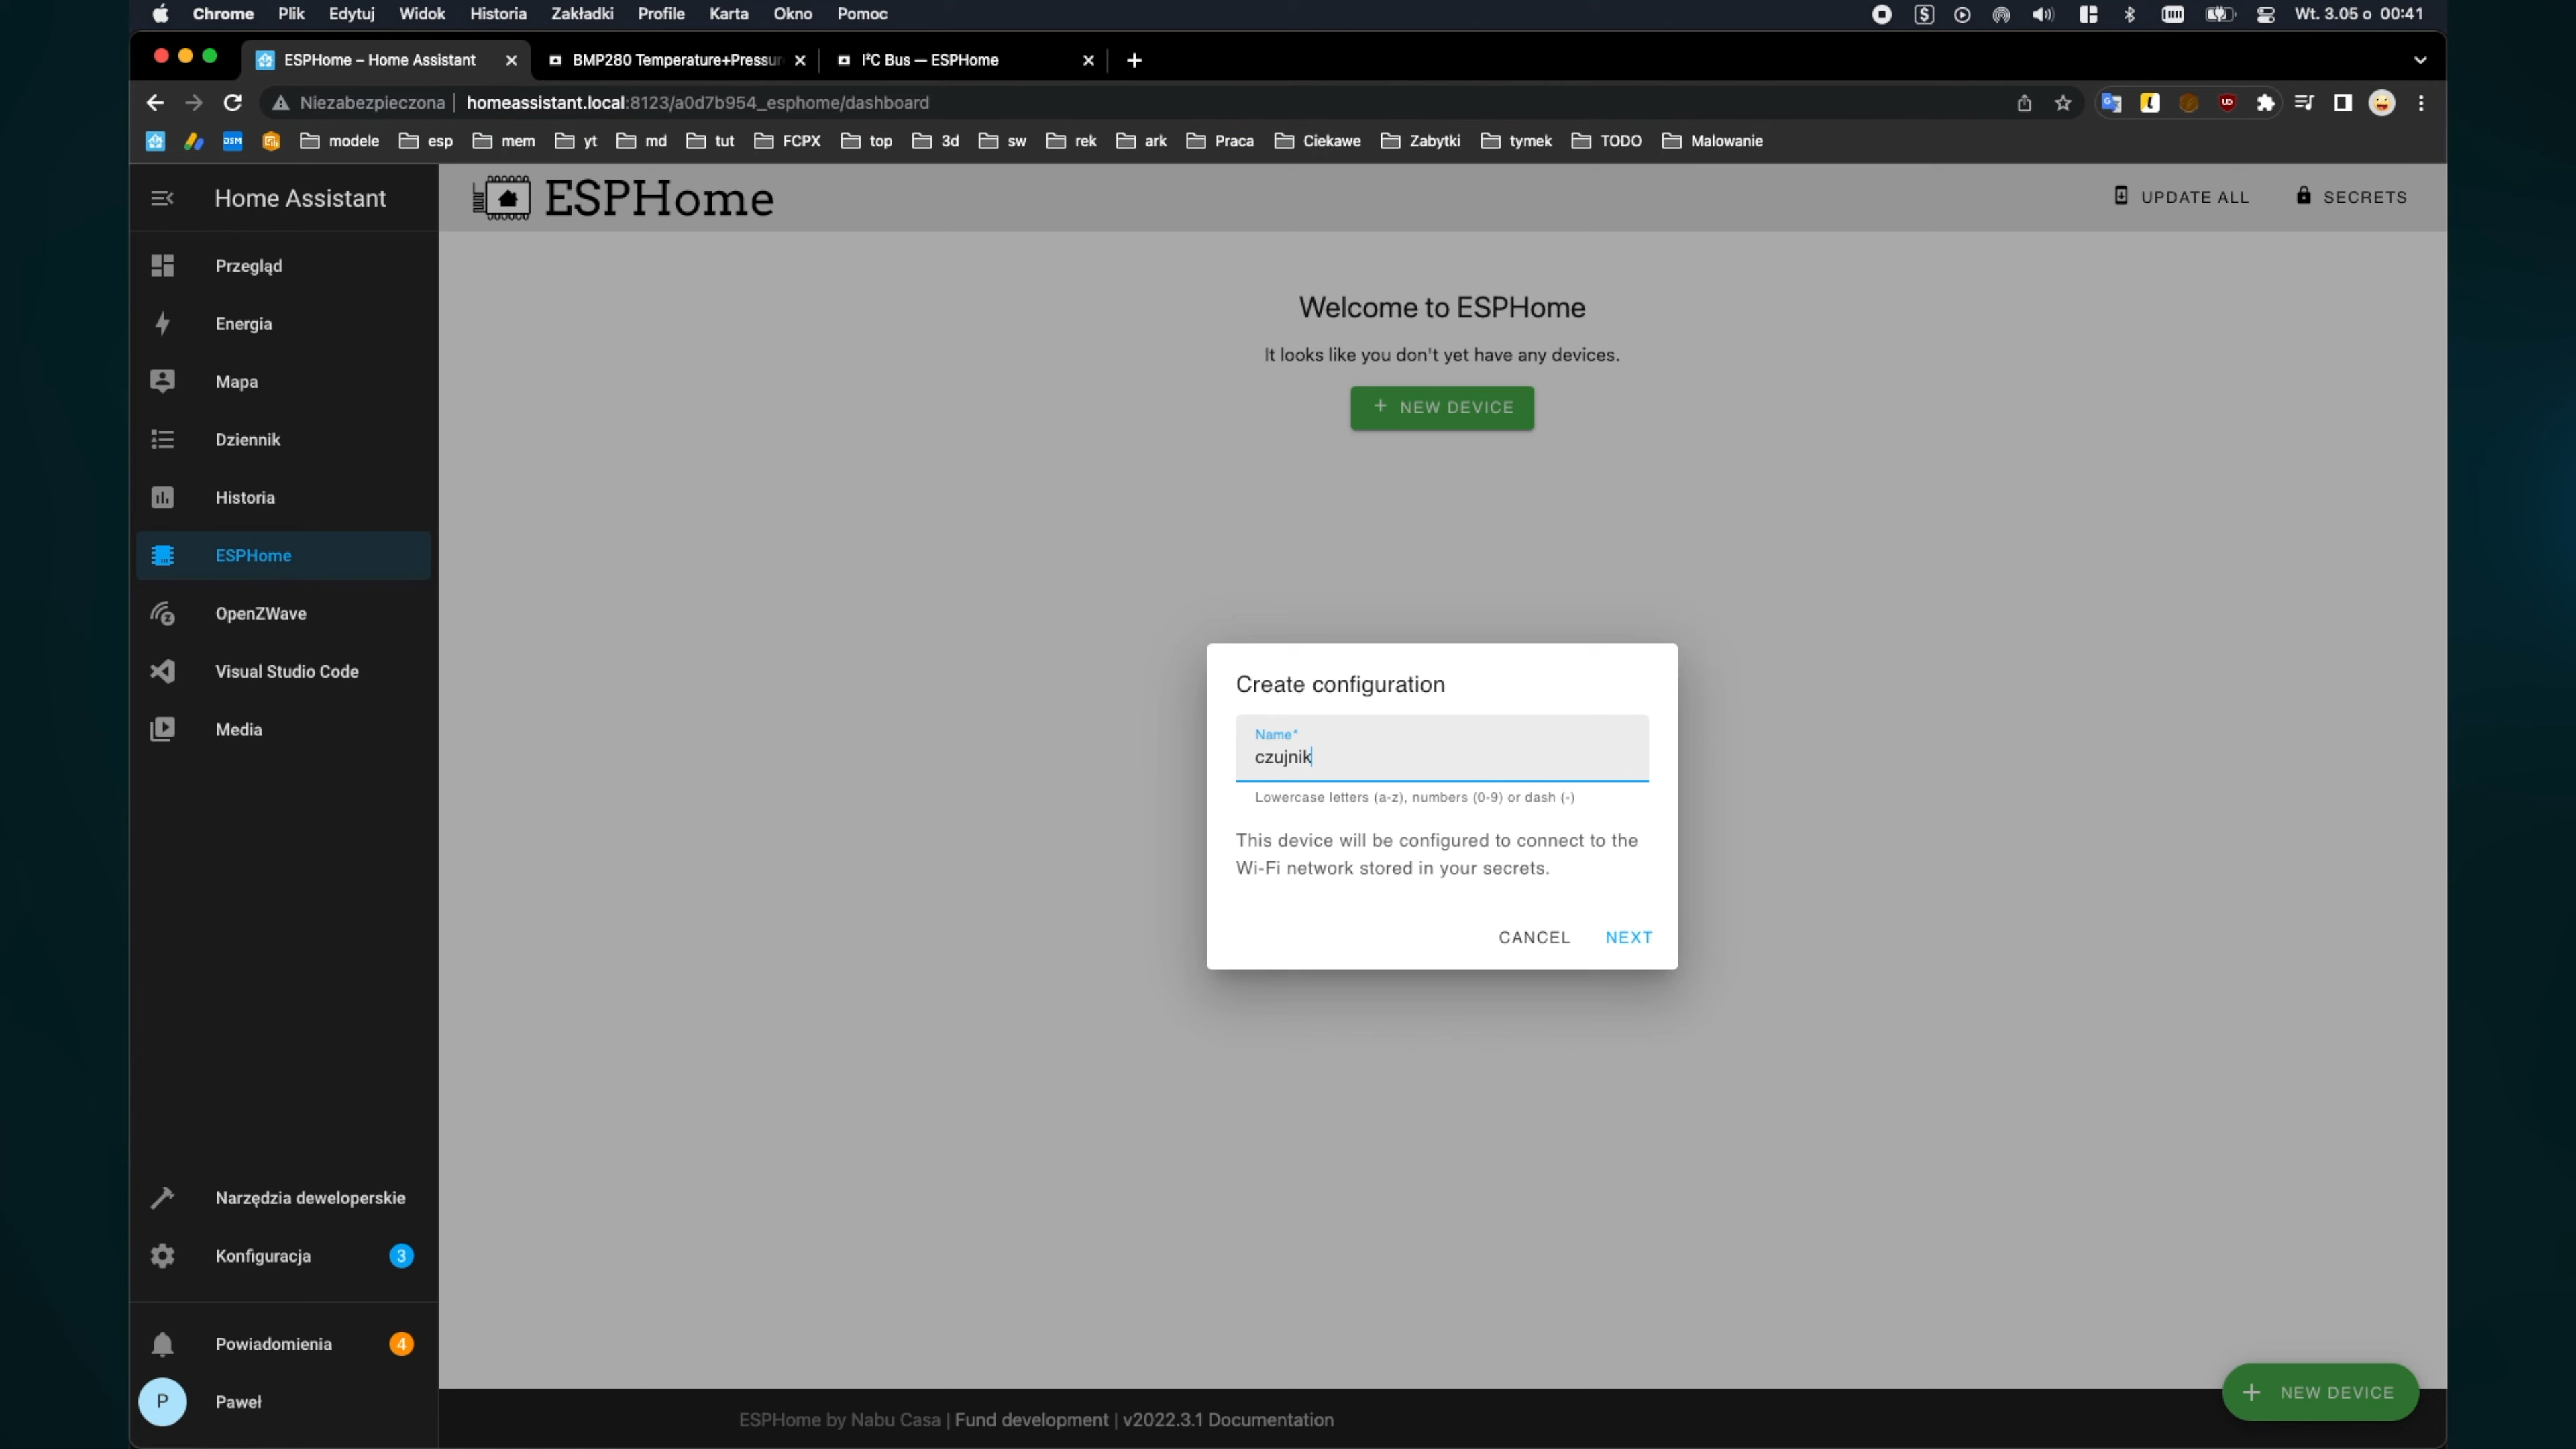 Chrome Plik Edytuj Widok Historia Zakładki Profile Karta Okno Pomoc Wt. 3.05 o 00:41
ESPHome – Home Assistant BMP280 Temperature+Pressur I²C Bus — ESPHome
Niezabezpieczona homeassistant.local:8123/a0d7b954_esphome/dashboard
DSM modele esp mem yt md tut FCPX top 3d sw rek ark Praca Ciekawe Zabytki tymek TODO Malowanie
Home Assistant
ESPHome
UPDATE ALL
SECRETS
Przegląd
Energia
Mapa
Dziennik
Historia
ESPHome
OpenZWave
Visual Studio Code
Media
Narzędzia deweloperskie
Konfiguracja 3
Powiadomienia 4
P Paweł
Welcome to ESPHome
It looks like you don't yet have any devices.
+ NEW DEVICE
Create configuration
Name*
czujnik
Lowercase letters (a-z), numbers (0-9) or dash (-)
This device will be configured to connect to the
Wi-Fi network stored in your secrets.
CANCEL NEXT
+ NEW DEVICE
ESPHome by Nabu Casa | Fund development | v2022.3.1 Documentation